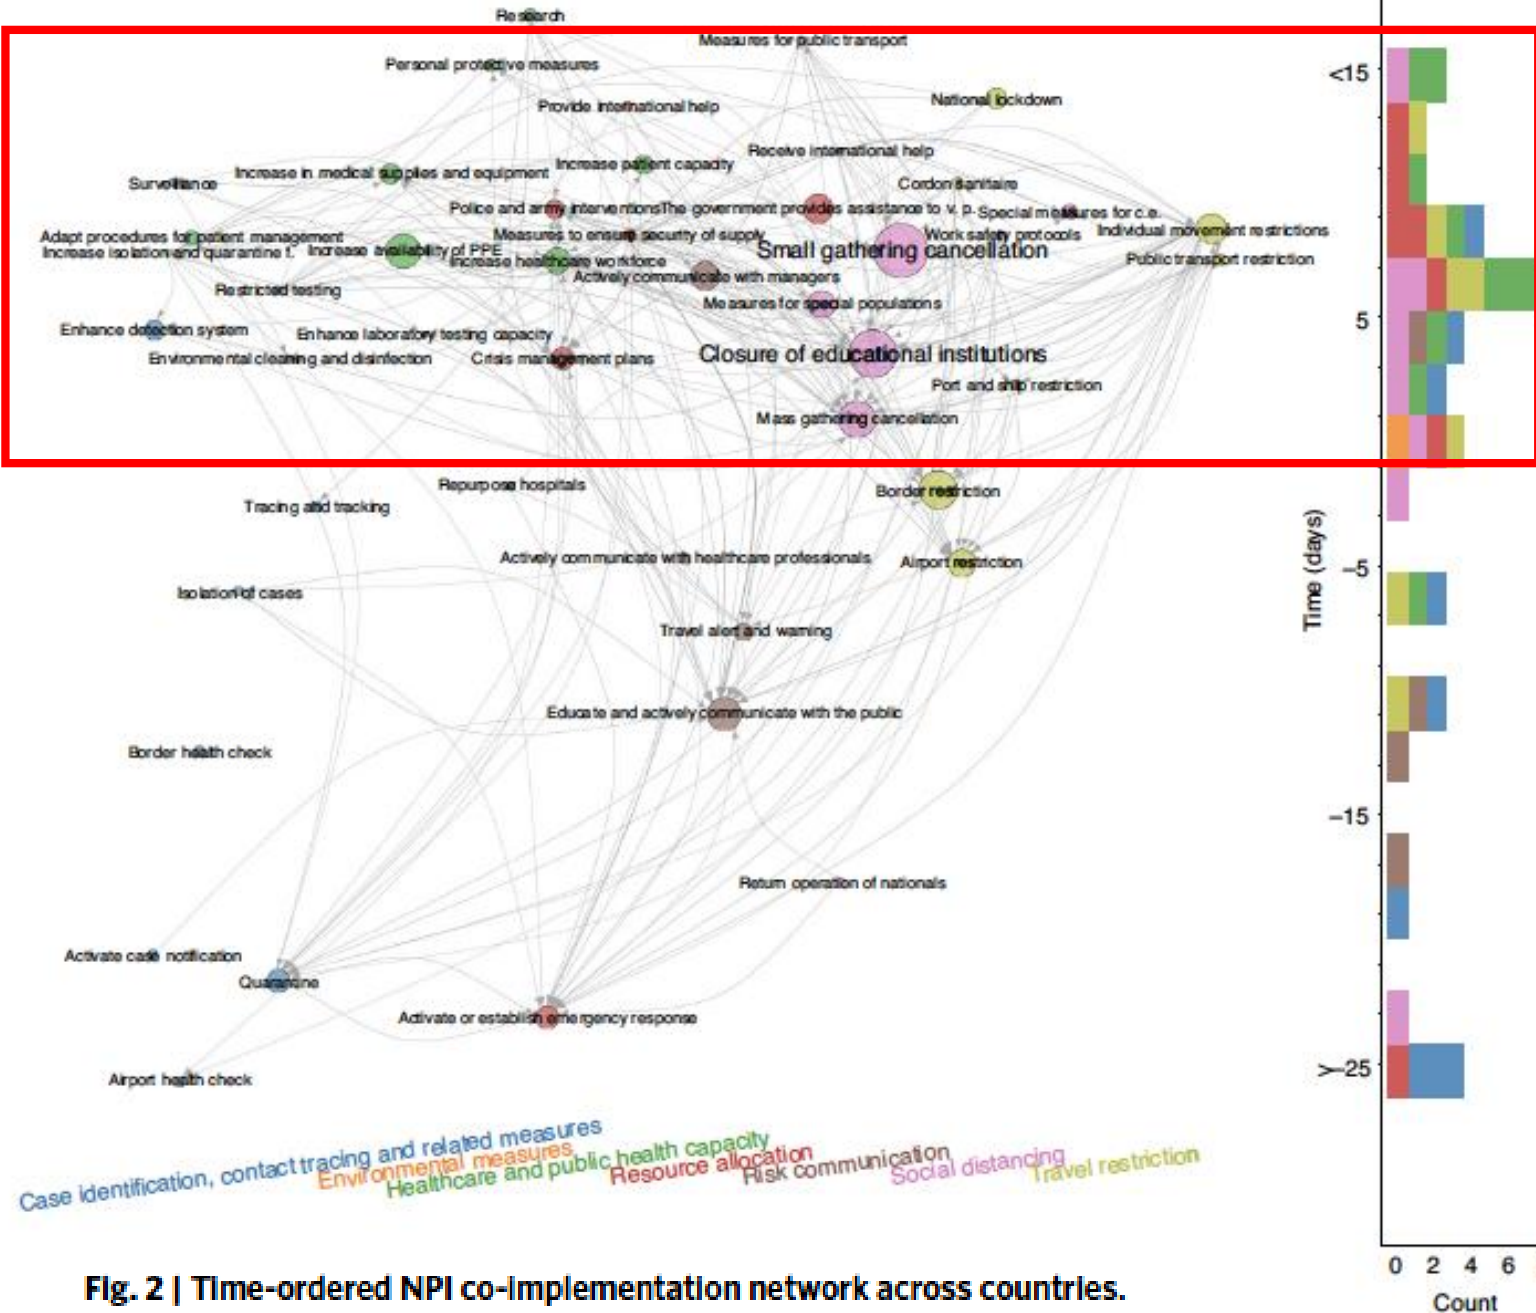 Research
Measures for public transport
Personal protective measures
<15
National lockdown
Provide international help
Receive international help
Increase patient capacity
Increase in medical supplies and equipment
Surveillance
Cordon sanitaire
Police and army interventions
The government provides assistance to v. p.
Special measures for c.e.
Individual movement restrictions
Adapt procedures for patient management
Measures to ensure security of supply
Work safety protocols
Increase isolation and quarantine f.
Increase availability of PPE
Small gathering cancellation
Increase healthcare workforce
Public transport restriction
Actively communicate with managers
Restricted testing
Measures for special populations
5
Enhance detection system
Enhance laboratory testing capacity
Environmental cleaning and disinfection
Crisis management plans
Closure of educational institutions
Port and ship restriction
Mass gathering cancellation
Repurpose hospitals
Border restriction
Tracing and tracking
Actively communicate with healthcare professionals
Airport restriction
–5
Time (days)
Isolation of cases
Travel alert and warning
Educate and actively communicate with the public
Border health check
–15
Return operation of nationals
Activate case notification
Quarantine
Activate or establish emergency response
>–25
Airport health check
Case identification, contact tracing and related measures
Environmental measures
Healthcare and public health capacity
Resource allocation
Risk communication
Social distancing
Travel restriction
0 2 4 6
Count
Fig. 2 | Time-ordered NPI co-implementation network across countries.